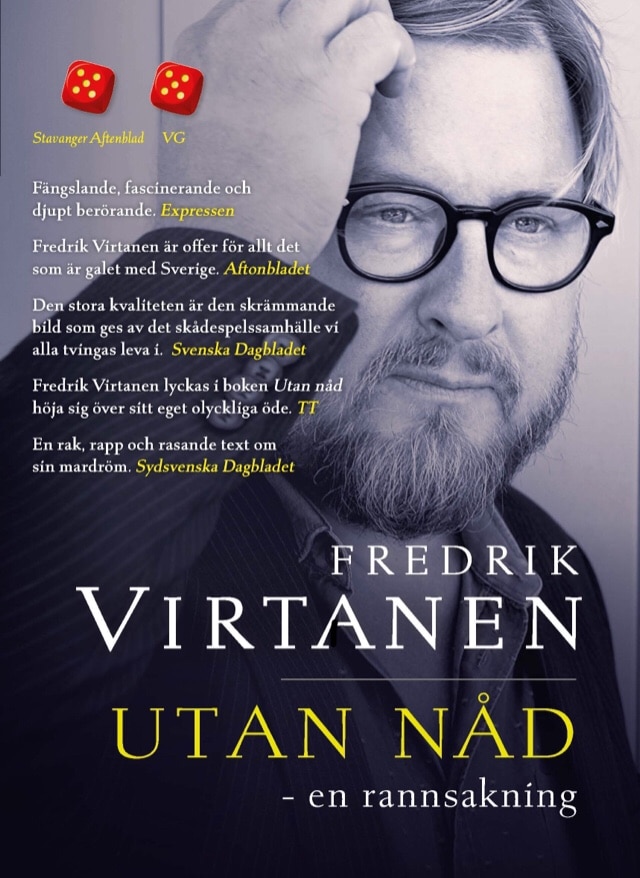 Stavanger Aftenblad VG
Fängslande, fascinerande och
djupt berörande. Expressen
Fredrik Virtanen är offer för allt det
som är galet med Sverige. Aftonbladet
Den stora kvaliteten är den skrämmande
bild som ges av det skådespelssamhälle vi
alla tvingas leva i. Svenska Dagbladet
Fredrik Virtanen lyckas i boken Utan nåd
höja sig över sitt eget olyckliga öde. TT
En rak, rapp och rasande text om
sin mardröm. Sydsvenska Dagbladet
FREDRIK
VIRTANEN
UTAN NÅD
- en rannsakning